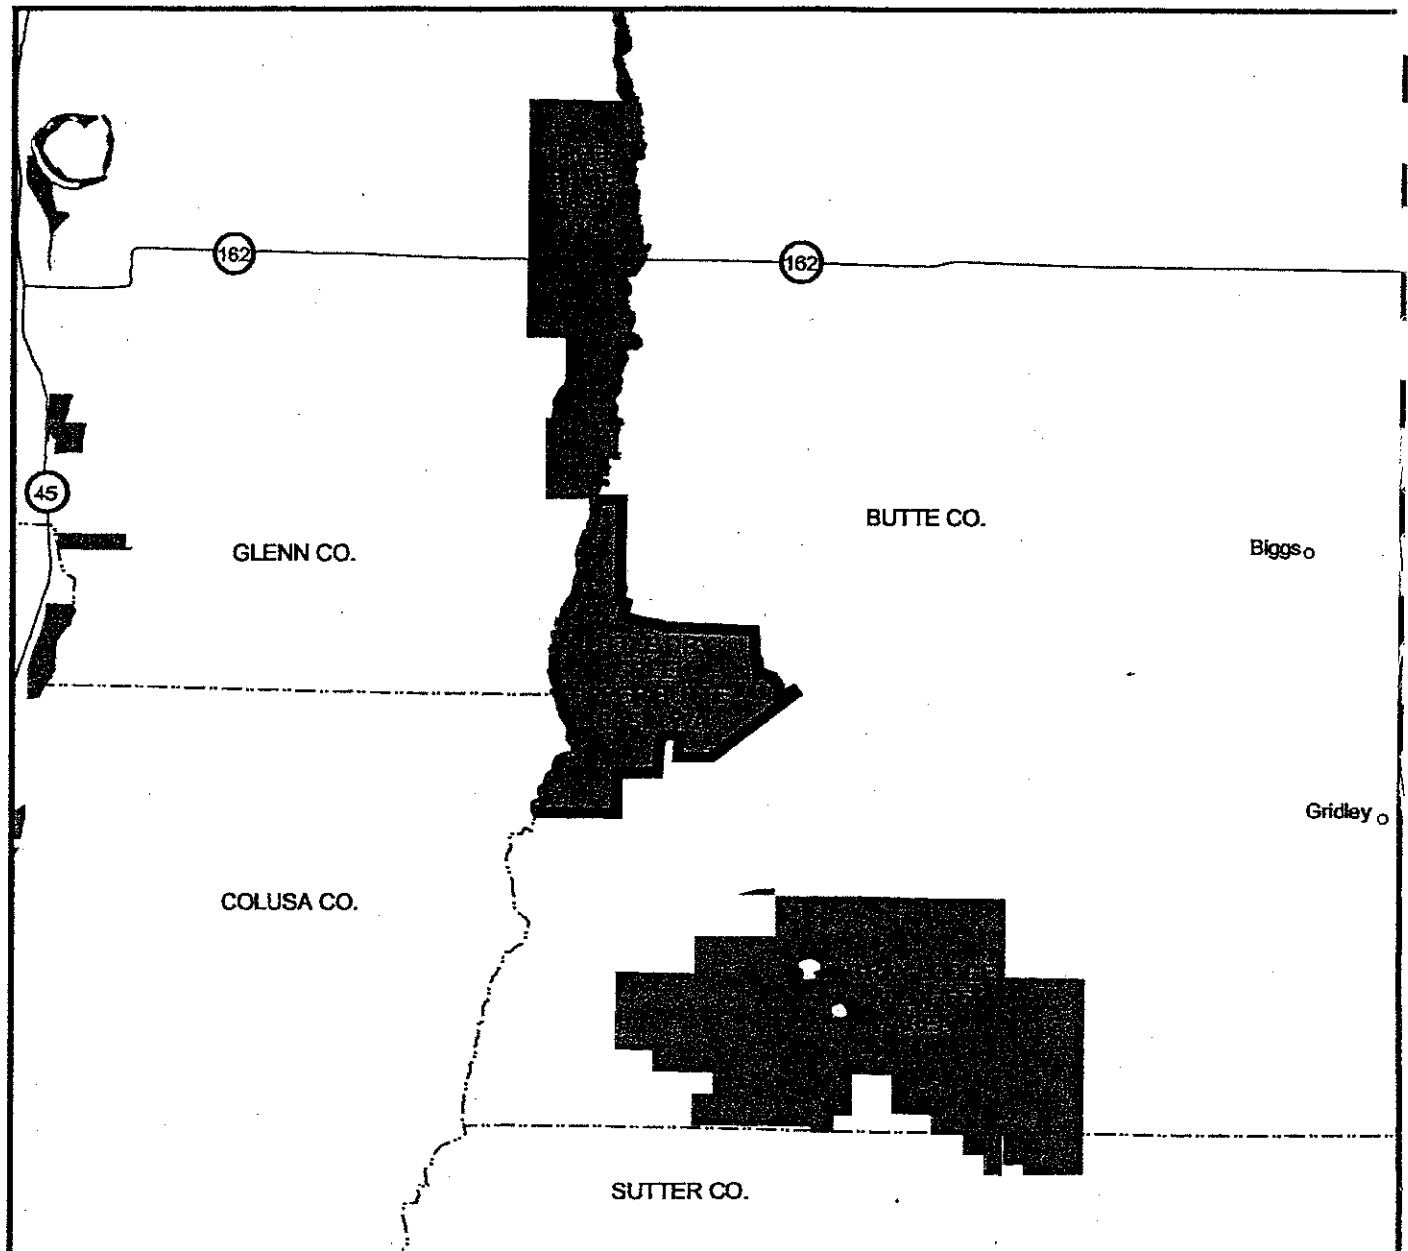 162
162
45
BUTTE CO.
GLENN CO.
Biggs
Gridley
COLUSA CO.
SUTTER CO.